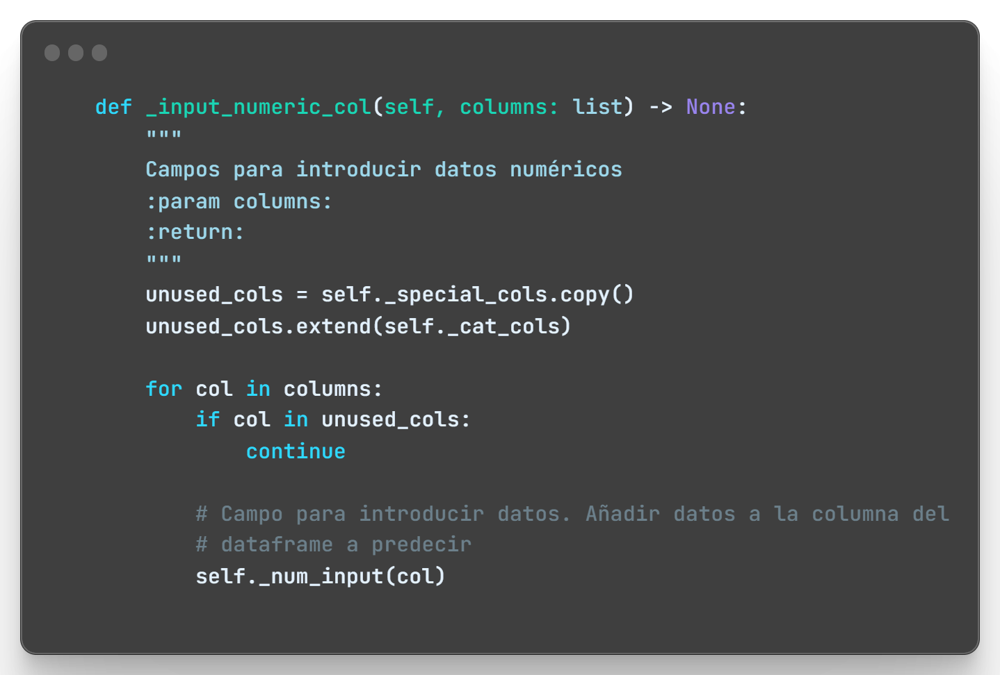 def _input_numeric_col(self, columns: list) -> None:
    """
    Campos para introducir datos numéricos
    :param columns:
    :return:
    """
    unused_cols = self._special_cols.copy()
    unused_cols.extend(self._cat_cols)

    for col in columns:
        if col in unused_cols:
            continue

        # Campo para introducir datos. Añadir datos a la columna del
        # dataframe a predecir
        self._num_input(col)